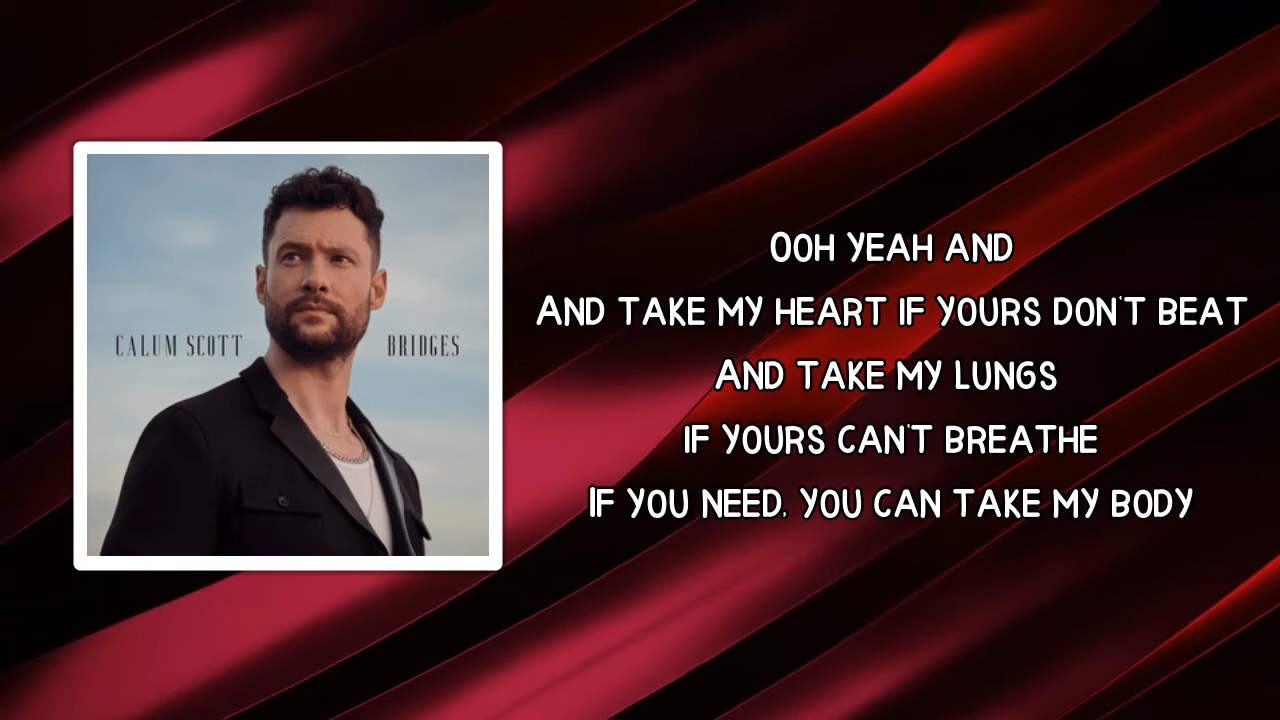 CALUM SCOTT BRIDGES
OOH YEAH AND
AND TAKE MY HEART IF YOURS DON'T BEAT
AND TAKE MY LUNGS
IF YOURS CAN'T BREATHE
IF YOU NEED, YOU CAN TAKE MY BODY